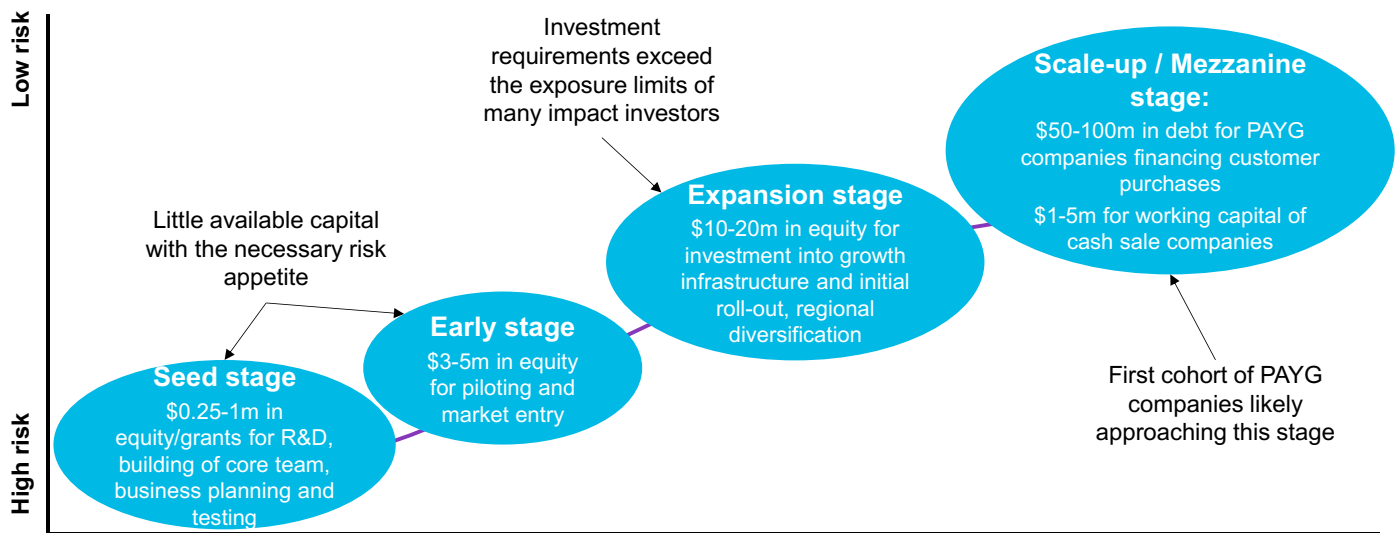 Low risk
High risk
Little available capital
with the necessary risk
appetite
Investment
requirements exceed
the exposure limits of
many impact investors
Seed stage
$0.25-1m in
equity/grants for R&D,
building of core team,
business planning and
testing
Early stage
$3-5m in equity
for piloting and
market entry
Expansion stage
$10-20m in equity for
investment into growth
infrastructure and initial
roll-out, regional
diversification
Scale-up / Mezzanine
stage:
$50-100m in debt for PAYG
companies financing customer
purchases
$1-5m for working capital of
cash sale companies
First cohort of PAYG
companies likely
approaching this stage